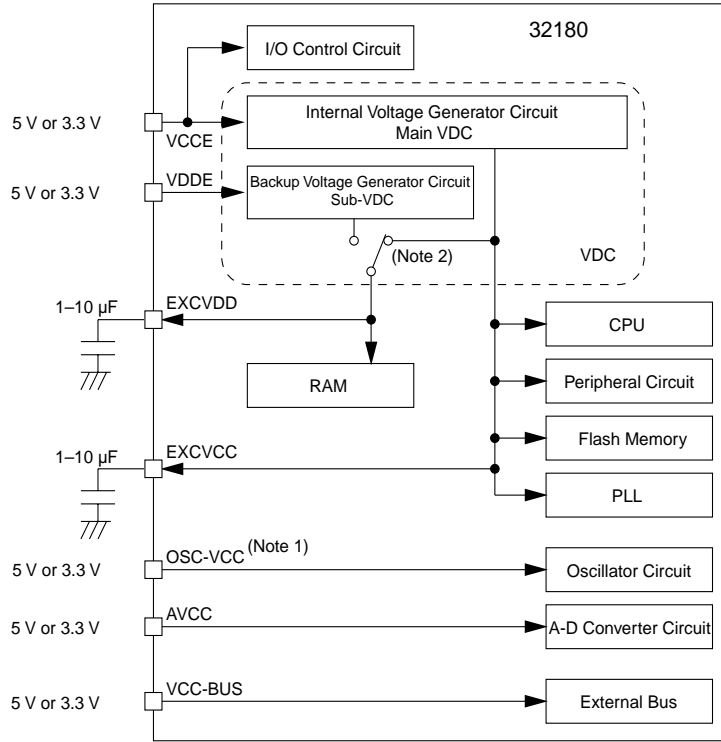 32180
I/O Control Circuit
5 V or 3.3 V
VCCE
Internal Voltage Generator Circuit
Main VDC
5 V or 3.3 V
VDDE
Backup Voltage Generator Circuit
Sub-VDC
(Note 2)
VDC
1–10 µF
EXCVDD
CPU
RAM
Peripheral Circuit
Flash Memory
1–10 µF
EXCVCC
PLL
5 V or 3.3 V
OSC-VCC (Note 1)
Oscillator Circuit
5 V or 3.3 V
AVCC
A-D Converter Circuit
5 V or 3.3 V
VCC-BUS
External Bus